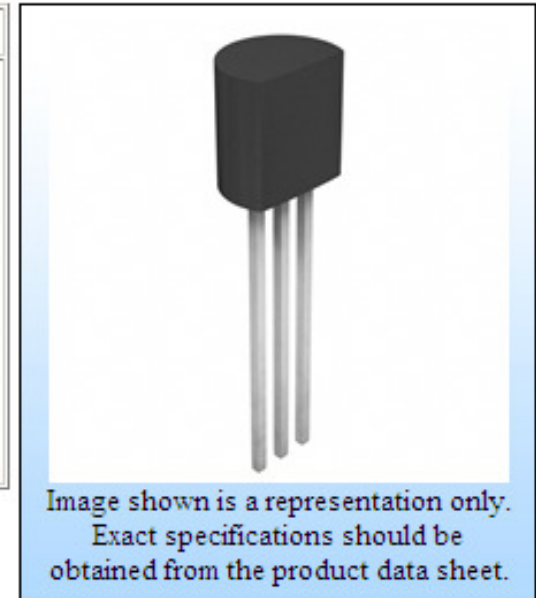 Image shown is a representation only.
Exact specifications should be
obtained from the product data sheet.